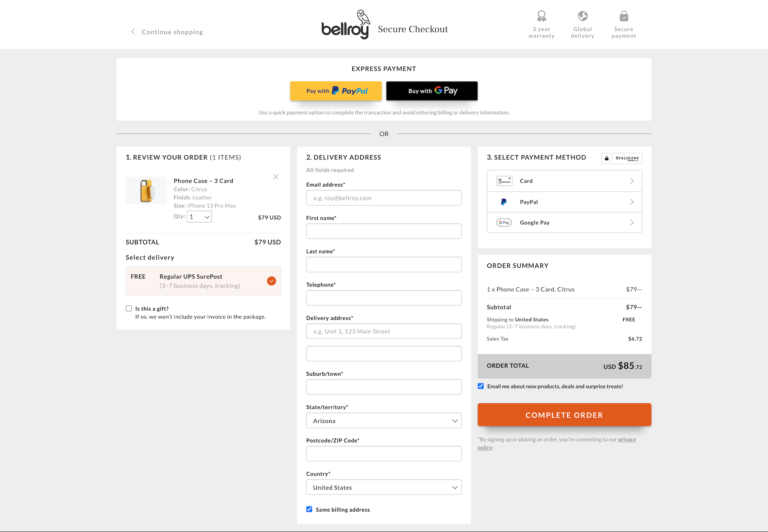 Continue shopping
bellroy
Secure Checkout
3 year
warranty
Global
delivery
Secure
payment
EXPRESS PAYMENT
Pay with PayPal
Buy with G Pay
Use a quick payment option to complete the transaction and avoid entering billing or delivery information.
OR
1. REVIEW YOUR ORDER (1 ITEMS)
Phone Case – 3 Card
Color: Citrus
Finish: Leather
Size: iPhone 13 Pro Max
Qty: 1
$79 USD
SUBTOTAL
$79 USD
Select delivery
FREE
Regular UPS SurePost
(3–7 business days, tracking)
Is this a gift?
If so, we won't include your invoice in the package.
2. DELIVERY ADDRESS
All fields required
Email address*
e.g. roy@bellroy.com
First name*
Last name*
Telephone*
Delivery address*
e.g. Unit 1, 123 Main Street
Suburb/town*
State/territory*
Arizona
Postcode/ZIP Code*
Country*
United States
Same billing address
3. SELECT PAYMENT METHOD
Braintree
Card
PayPal
G Pay
Google Pay
ORDER SUMMARY
1 x Phone Case – 3 Card, Citrus
$79—
Subtotal
$79—
Shipping to United States
FREE
Regular (3–7 business days, tracking)
Sales Tax
$6.72
ORDER TOTAL
USD $85.72
Email me about new products, deals and surprise treats!
COMPLETE ORDER
*By signing up or placing an order, you're consenting to our privacy
policy.